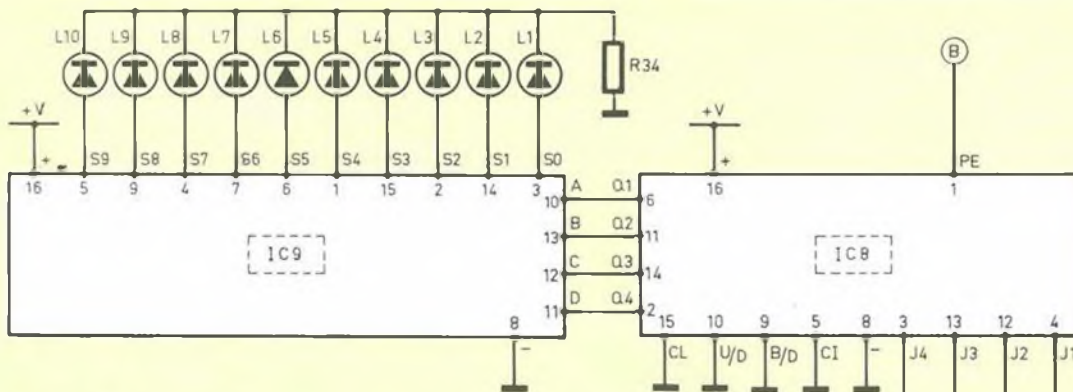 L10 L9 L8 L7 L6 L5 L4 L3 L2 L1
R34
B
+V
+V
+ S9 S8 S7 S6 S5 S4 S3 S2 S1 S0
+ PE
16 5 9 4 7 6 1 15 2 14 3
16 1
10 A Q1 6
13 B Q2 11
IC9
IC8
12 C Q3 14
11 D Q4 2
8 -
15 10 9 5 8 3 13 12 4
CL U/D B/D CI - J4 J3 J2 J1